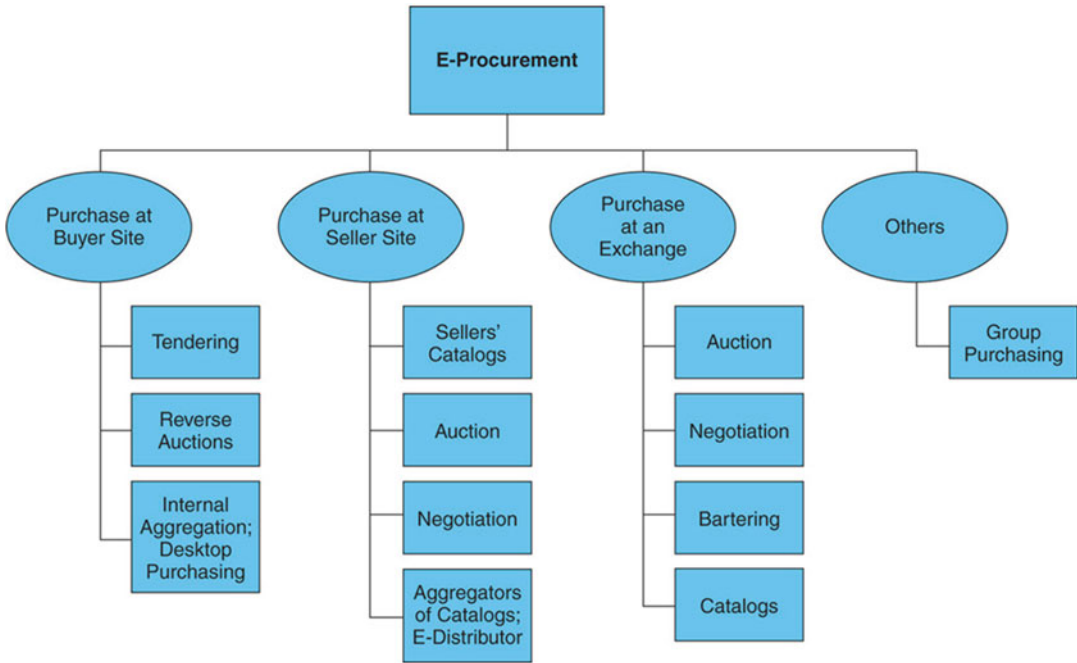 E-Procurement
Purchase at
Buyer Site
Purchase at
Seller Site
Purchase
at an
Exchange
Others
Tendering
Reverse
Auctions
Internal
Aggregation;
Desktop
Purchasing
Sellers'
Catalogs
Auction
Negotiation
Aggregators
of Catalogs;
E-Distributor
Auction
Negotiation
Bartering
Catalogs
Group
Purchasing